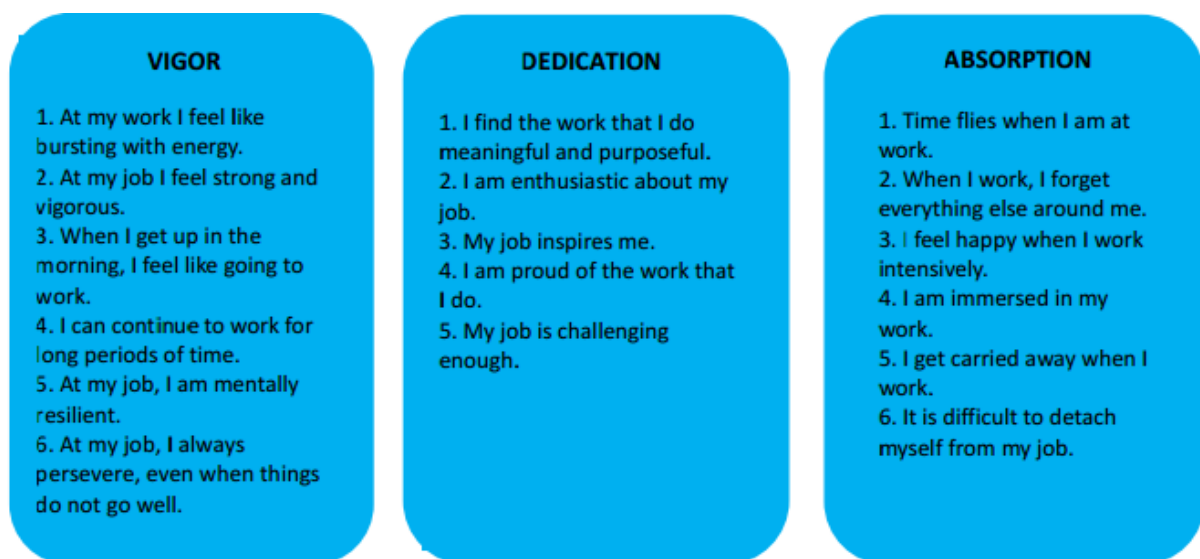 VIGOR
1. At my work I feel like
bursting with energy.
2. At my job I feel strong and
vigorous.
3. When I get up in the
morning, I feel like going to
work.
4. I can continue to work for
long periods of time.
5. At my job, I am mentally
resilient.
6. At my job, I always
persevere, even when things
do not go well.
DEDICATION
1. I find the work that I do
meaningful and purposeful.
2. I am enthusiastic about my
job.
3. My job inspires me.
4. I am proud of the work that
I do.
5. My job is challenging
enough.
ABSORPTION
1. Time flies when I am at
work.
2. When I work, I forget
everything else around me.
3. I feel happy when I work
intensively.
4. I am immersed in my
work.
5. I get carried away when I
work.
6. It is difficult to detach
myself from my job.